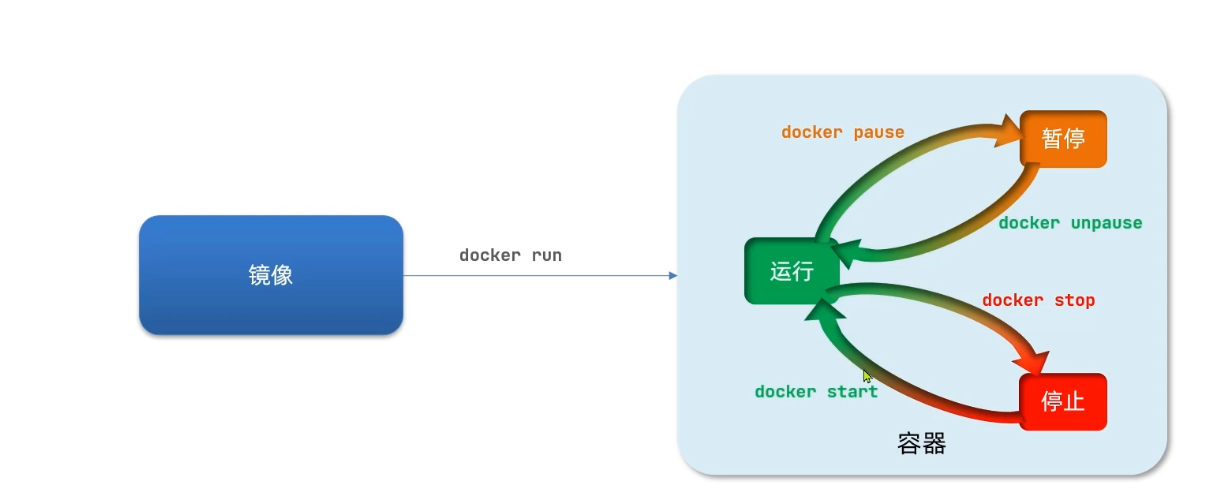 docker pause
暂停
docker unpause
镜像
docker run
运行
docker stop
docker start
停止
容器